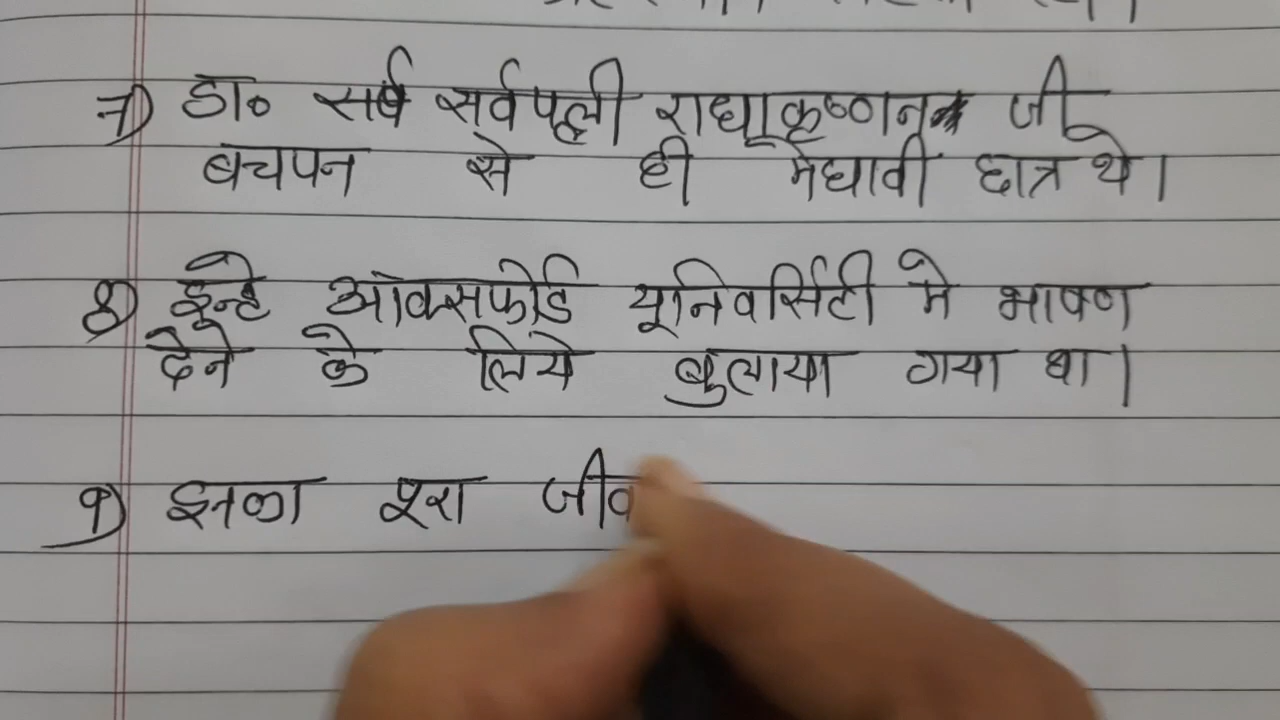 7) डा० सर्व सर्वपल्ली राधाकृष्णन जी
बचपन से ही मेधावी छात्र थे।
8) इन्हे ऑक्सफोर्ड यूनिवर्सिटी मे भाषण
देने के लिये बुलाया गया था।
9) इनका पूरा जीव